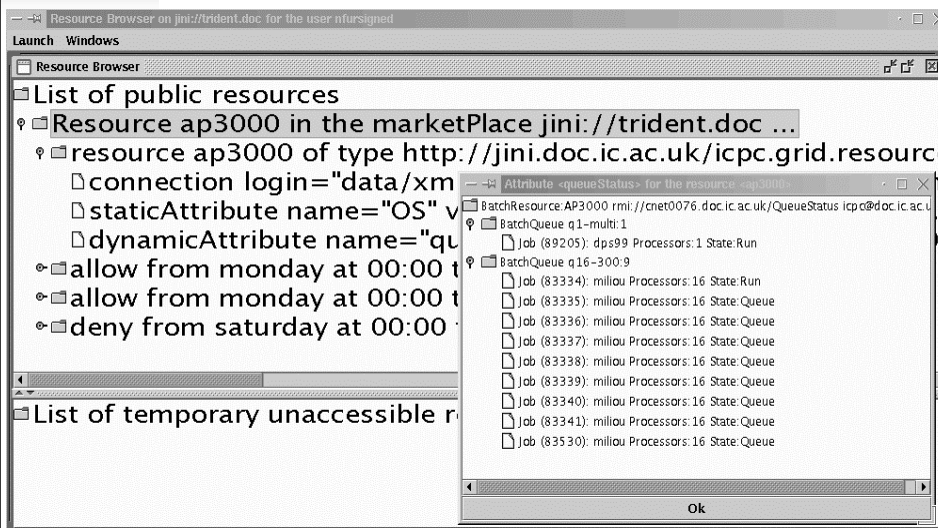 Resource Browser on jini://trident.doc for the user nfursigned
Launch Windows
Resource Browser
List of public resources
Resource ap3000 in the marketPlace jini://trident.doc ...
resource ap3000 of type http://jini.doc.ic.ac.uk/icpc.grid.resourc
connection login="data/xm
staticAttribute name="OS" v
dynamicAttribute name="qu
allow from monday at 00:00 t
allow from monday at 00:00 t
deny from saturday at 00:00
List of temporary unaccessible r
Attribute <queueStatus> for the resource <ap3000>
BatchResource:AP3000 rmi://cnet0076.doc.ic.ac.uk/QueueStatus icpc@doc.ic.ac.u
BatchQueue q1-multi:1
Job (89205): dps99 Processors:1 State:Run
BatchQueue q16-300:9
Job (83334): miliou Processors:16 State:Run
Job (83335): miliou Processors:16 State:Queue
Job (83336): miliou Processors:16 State:Queue
Job (83337): miliou Processors:16 State:Queue
Job (83338): miliou Processors:16 State:Queue
Job (83339): miliou Processors:16 State:Queue
Job (83340): miliou Processors:16 State:Queue
Job (83341): miliou Processors:16 State:Queue
Job (83530): miliou Processors:16 State:Queue
Ok